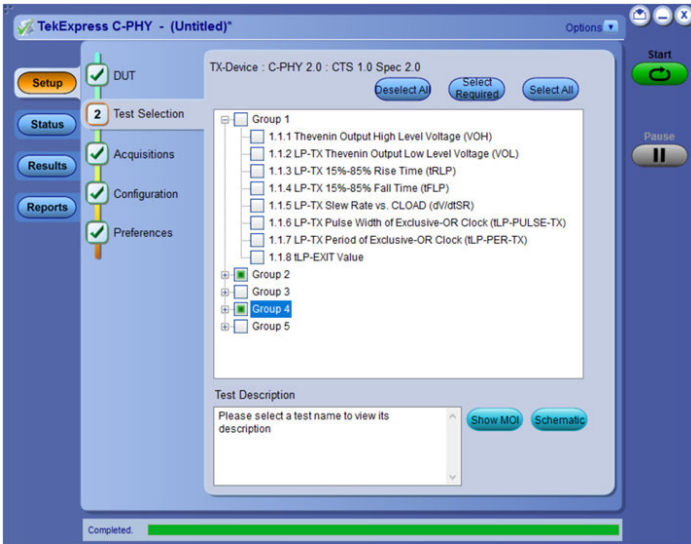 TekExpress C-PHY - (Untitled)*
Options
Start
Pause
Setup
Status
Results
Reports
DUT
2 Test Selection
Acquisitions
Configuration
Preferences
TX-Device : C-PHY 2.0 : CTS 1.0 Spec 2.0
Deselect All
Select
Required
Select All
Group 1
1.1.1 Thevenin Output High Level Voltage (VOH)
1.1.2 LP-TX Thevenin Output Low Level Voltage (VOL)
1.1.3 LP-TX 15%-85% Rise Time (tRLP)
1.1.4 LP-TX 15%-85% Fall Time (tFLP)
1.1.5 LP-TX Slew Rate vs. CLOAD (dV/dtSR)
1.1.6 LP-TX Pulse Width of Exclusive-OR Clock (tLP-PULSE-TX)
1.1.7 LP-TX Period of Exclusive-OR Clock (tLP-PER-TX)
1.1.8 tLP-EXIT Value
Group 2
Group 3
Group 4
Group 5
Test Description
Please select a test name to view its
description
Show MOI
Schematic
Completed.